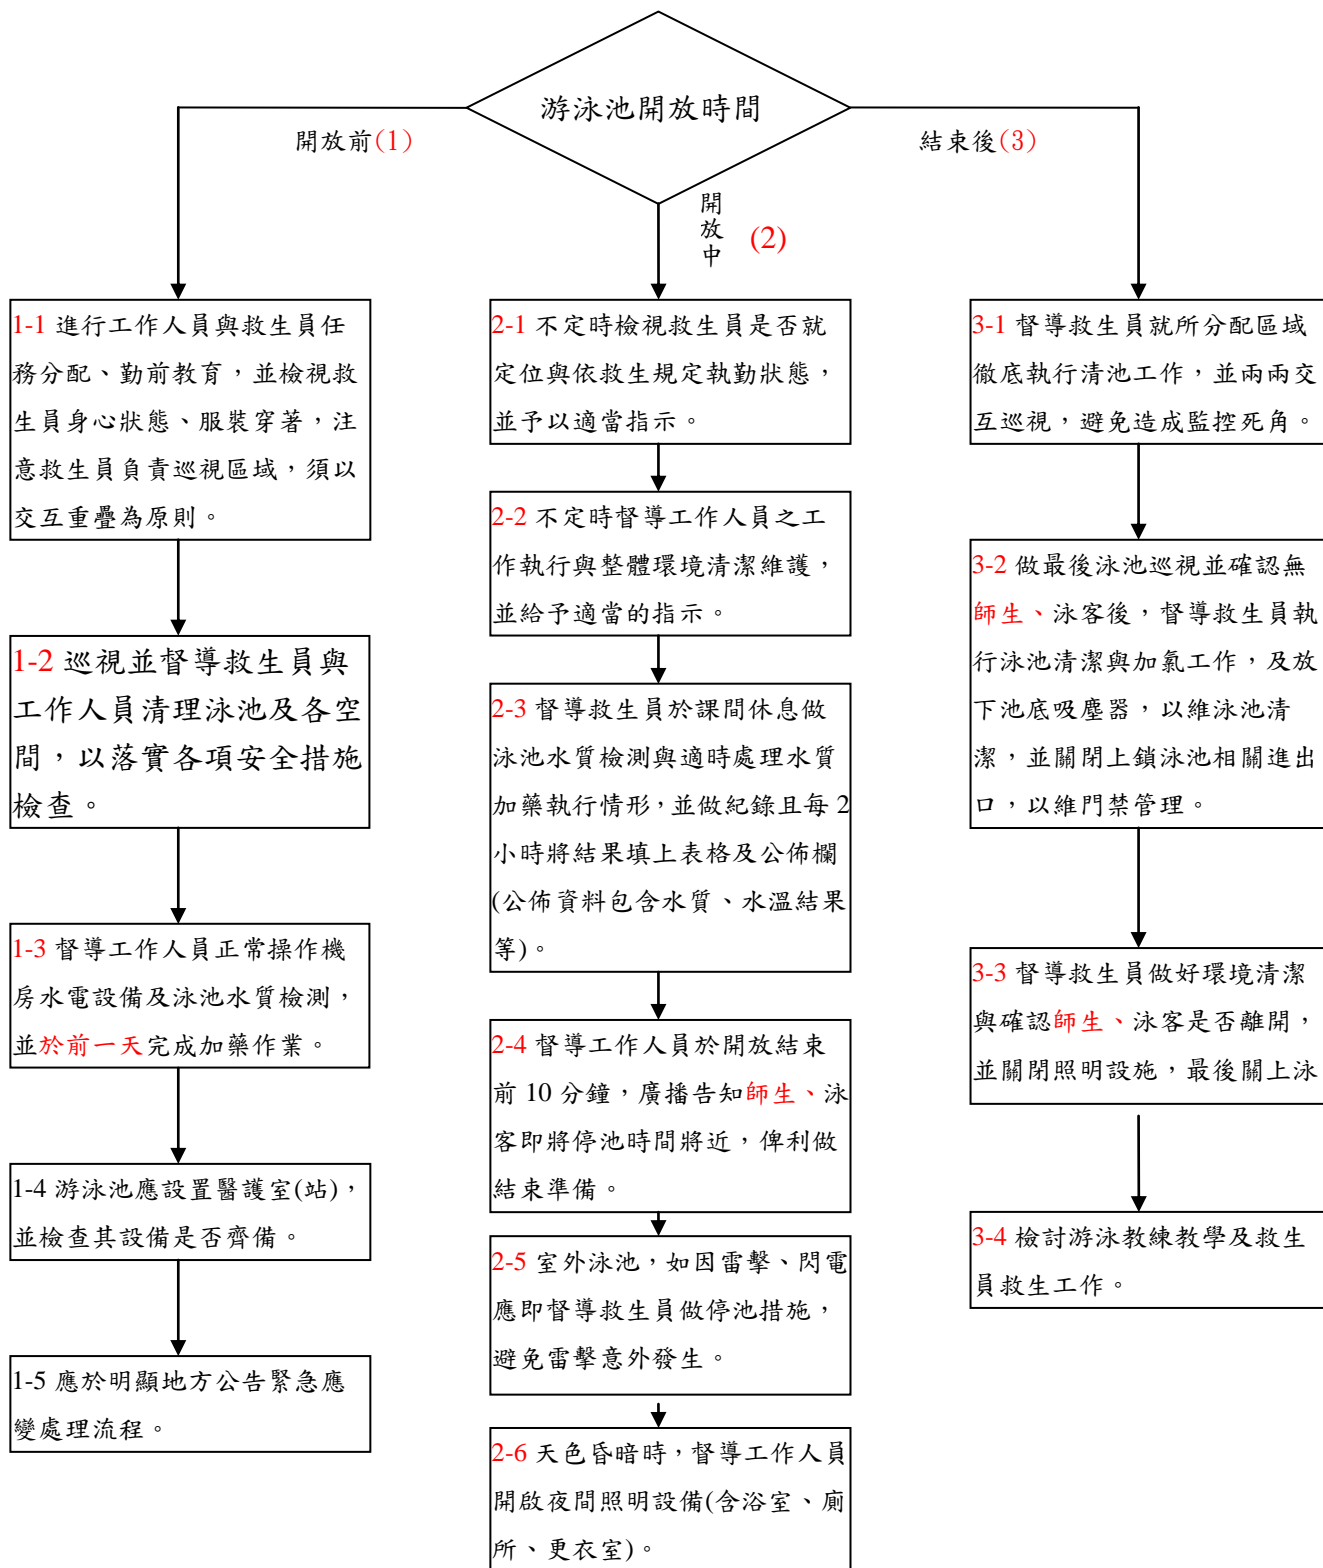 游泳池開放時間
開放前(1)
結束後(3)
開放中 (2)
1-1 進行工作人員與救生員任
務分配、勤前教育，並檢視救
生員身心狀態、服裝穿著，注
意救生員負責巡視區域，須以
交互重疊為原則。
1-2 巡視並督導救生員與
工作人員清理泳池及各空
間，以落實各項安全措施
檢查。
1-3 督導工作人員正常操作機
房水電設備及泳池水質檢測，
並於前一天完成加藥作業。
1-4 游泳池應設置醫護室(站)，
並檢查其設備是否齊備。
1-5 應於明顯地方公告緊急應
變處理流程。
2-1 不定時檢視救生員是否就
定位與依救生規定執勤狀態，
並予以適當指示。
2-2 不定時督導工作人員之工
作執行與整體環境清潔維護，
並給予適當的指示。
2-3 督導救生員於課間休息做
泳池水質檢測與適時處理水質
加藥執行情形，並做紀錄且每 2
小時將結果填上表格及公佈欄
(公佈資料包含水質、水溫結果
等)。
2-4 督導工作人員於開放結束
前 10 分鐘，廣播告知師生、泳
客即將停池時間將近，俾利做
結束準備。
2-5 室外泳池，如因雷擊、閃電
應即督導救生員做停池措施，
避免雷擊意外發生。
2-6 天色昏暗時，督導工作人員
開啟夜間照明設備(含浴室、廁
所、更衣室)。
3-1 督導救生員就所分配區域
徹底執行清池工作，並兩兩交
互巡視，避免造成監控死角。
3-2 做最後泳池巡視並確認無
師生、泳客後，督導救生員執
行泳池清潔與加氯工作，及放
下池底吸塵器，以維泳池清
潔，並關閉上鎖泳池相關進出
口，以維門禁管理。
3-3 督導救生員做好環境清潔
與確認師生、泳客是否離開，
並關閉照明設施，最後關上泳
3-4 檢討游泳教練教學及救生
員救生工作。